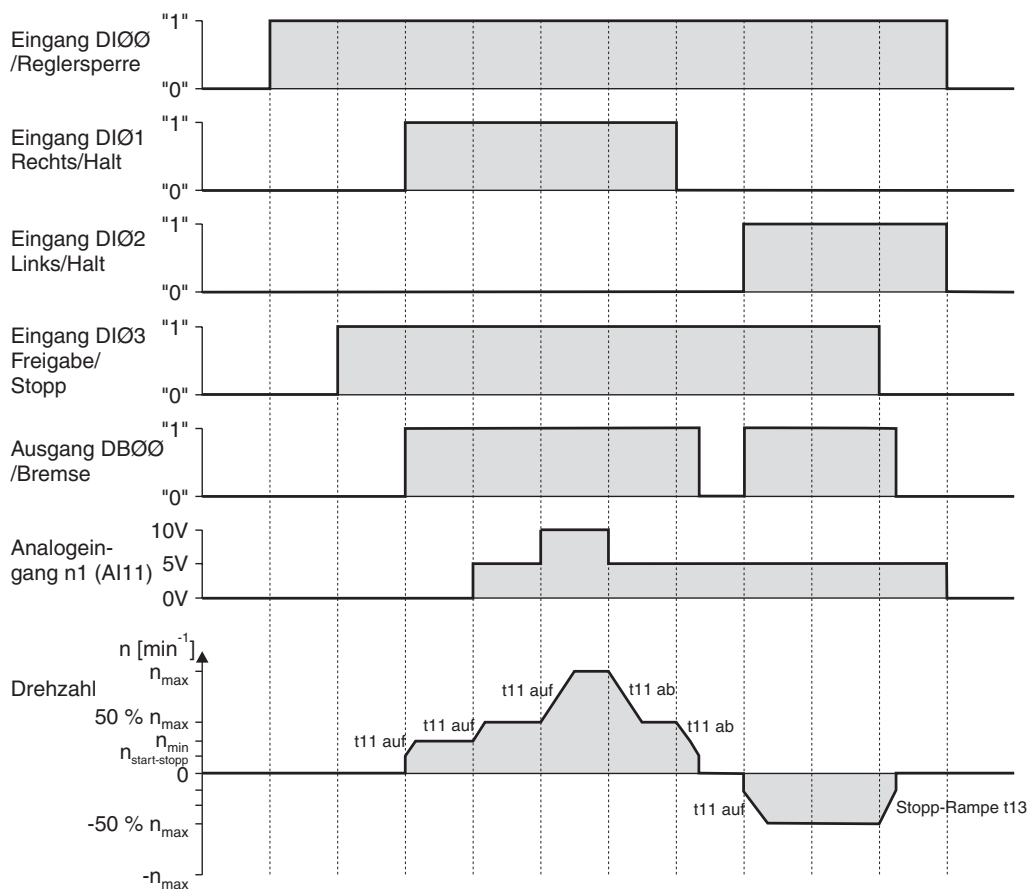 Eingang DIØØ
/Reglersperre
"1"
"0"
Eingang DIØ1
Rechts/Halt
"1"
"0"
Eingang DIØ2
Links/Halt
"1"
"0"
Eingang DIØ3
Freigabe/
Stopp
"1"
"0"
Ausgang DBØØ
/Bremse
"1"
"0"
Analogein-
gang n1 (AI11)
10V
5V
0V
n [min-1]
Drehzahl
nmax
50 % nmax
nmin
nstart-stopp
0
-50 % nmax
-nmax
t11 auf
t11 auf
t11 auf
t11 ab
t11 ab
t11 auf
Stopp-Rampe t13